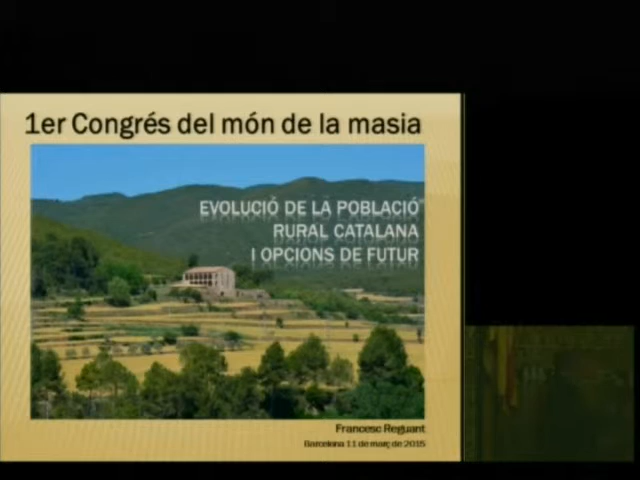 1er Congrés del món de la masia
EVOLUCIÓ DE LA POBLACIÓ
RURAL CATALANA
I OPCIONS DE FUTUR
Francesc Reguant
Barcelona 11 de març de 2015